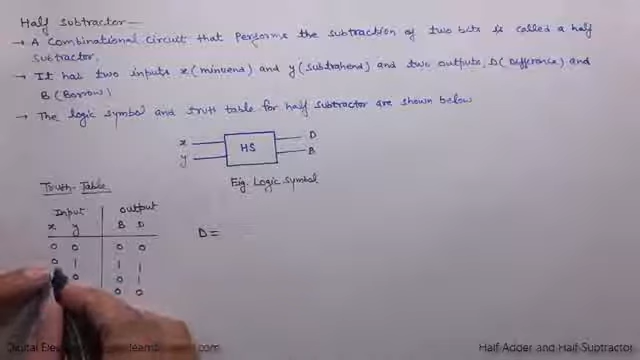 Half Subtractor—
→ A Combinational Circuit that performs the subtraction of two bits is called a half
subtractor.
→ It has two inputs x(minuend) and y(subtrahend) and two outputs D(Difference) and
B(Borrow)
→ The logic symbol and truth table for half subtractor are shown below
x HS D
y B
Fig. Logic symbol
Truth-Table
Input output
x y B D
0 0 0 0
0 1 1 1
0 0 1
0 0
D =
Digital Ele .com
Half Adder and Half Subtractor